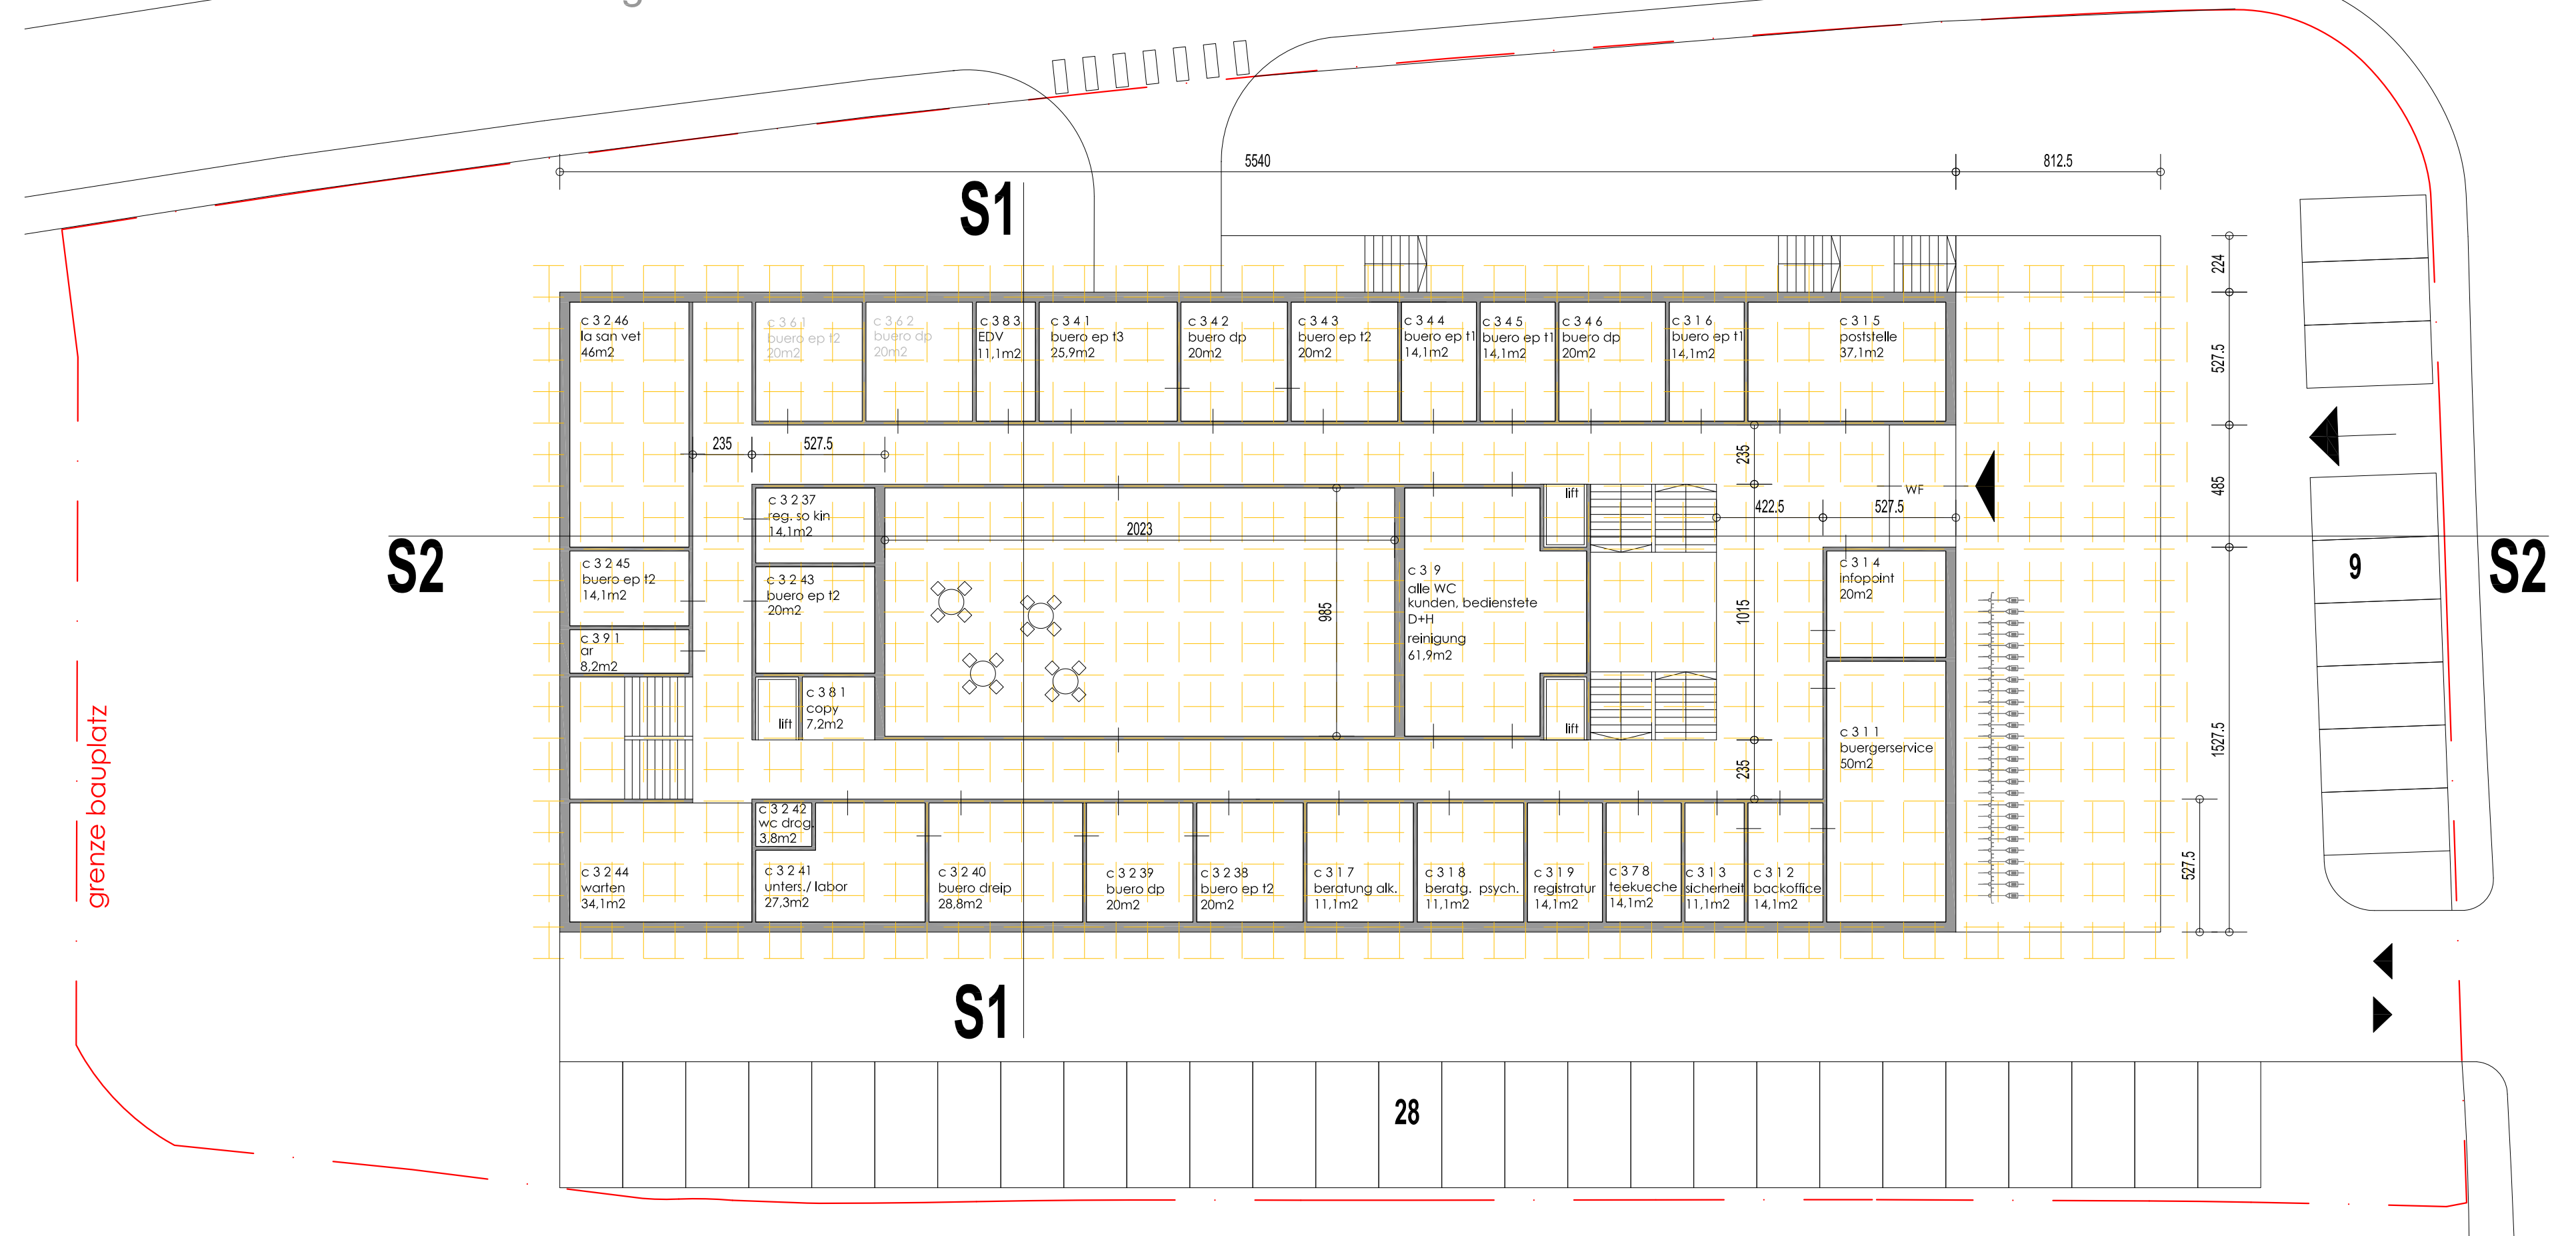 g
5540
812.5
S1
224
c 3 2 46
la san vet
46m2
c 3 6 1
buero ep t2
20m2
c 3 6 2
buero dp
20m2
c 3 8 3
EDV
11,1m2
c 3 4 1
buero ep t3
25,9m2
c 3 4 2
buero dp
20m2
c 3 4 3
buero ep t2
20m2
c 3 4 4
buero ep t1
14,1m2
c 3 4 5
buero ep t1
14,1m2
c 3 4 6
buero dp
20m2
c 3 1 6
buero ep t1
14,1m2
c 3 1 5
poststelle
37,1m2
527.5
235
527.5
235
485
c 3 2 37
reg. so kin
14,1m2
2023
lift
WF
422.5
527.5
S2
c 3 2 45
buero ep t2
14,1m2
c 3 2 43
buero ep t2
20m2
985
c 3 9
alle WC
kunden, bedienstete
D+H
reinigung
61,9m2
1015
c 3 1 4
infopoint
20m2
9
S2
c 3 9 1
ar
8,2m2
c 3 8 1
copy
7,2m2
lift
lift
c 3 1 1
buergerservice
50m2
1527.5
grenze bauplatz
235
c 3 2 42
wc drog.
3,8m2
c 3 2 44
warten
34,1m2
c 3 2 41
unters./ labor
27,3m2
c 3 2 40
buero dreip
28,8m2
c 3 2 39
buero dp
20m2
c 3 2 38
buero ep t2
20m2
c 3 1 7
beratung alk.
11,1m2
c 3 1 8
beratg. psych.
11,1m2
c 3 1 9
registratur
14,1m2
c 3 7 8
teekueche
14,1m2
c 3 1 3
sicherheit
11,1m2
c 3 1 2
backoffice
14,1m2
527.5
S1
28